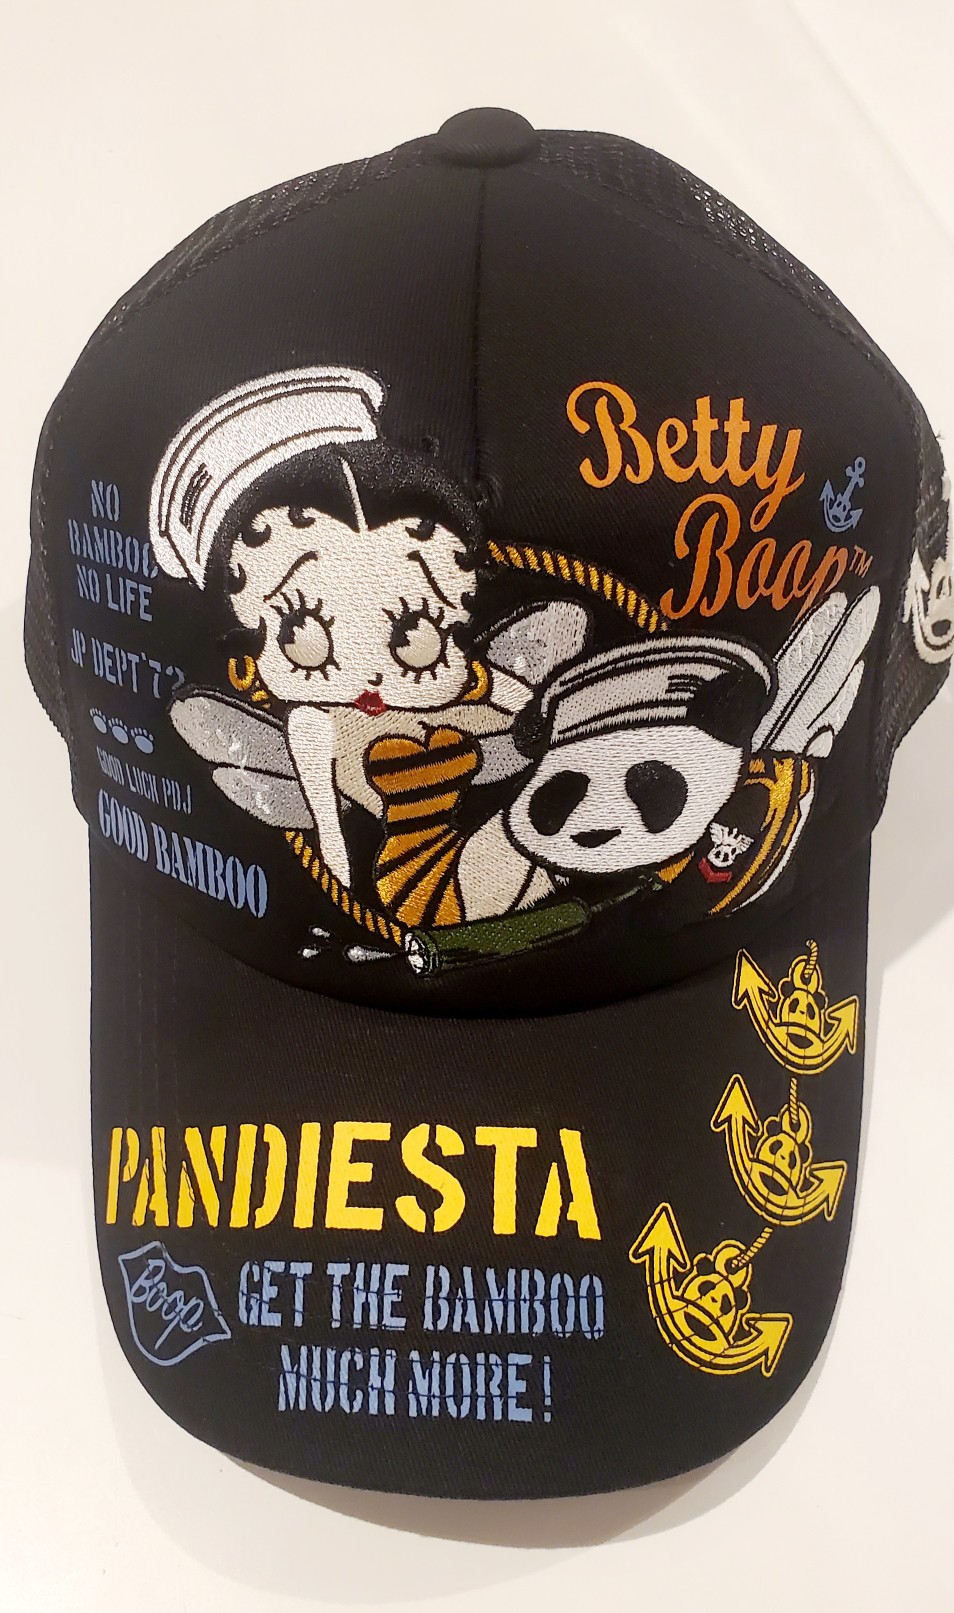 Betty
Boop™
NO
BAMBOO
NO LIFE
JP DEPT'72
GOOD LUCK PDJ
GOOD BAMBOO
PANDIESTA
Boop
GET THE BAMBOO
MUCH MORE!